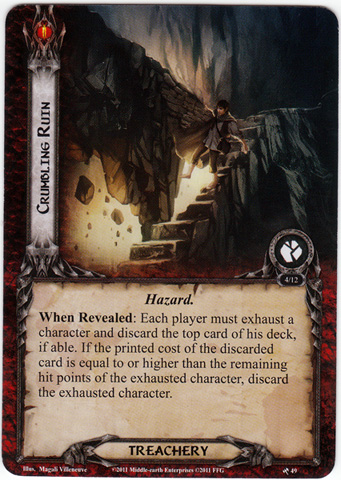 CRUMBLING RUIN
4/12
Hazard.
When Revealed: Each player must exhaust a
character and discard the top card of his deck,
if able. If the printed cost of the discarded
card is equal to or higher than the remaining
hit points of the exhausted character, discard
the exhausted character.
TREACHERY
Illus. Magali Villeneuve ©2011 Middle-earth Enterprises ©2011 FFG 49